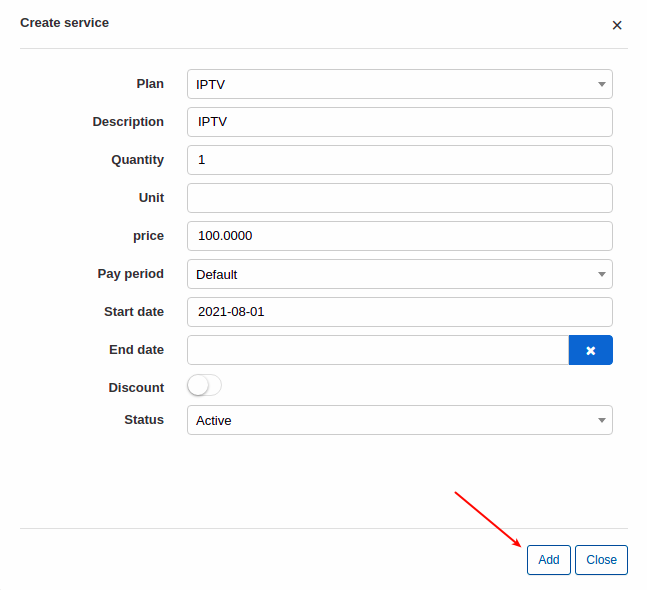 Create service
Plan IPTV
Description IPTV
Quantity 1
Unit
price 100.0000
Pay period Default
Start date 2021-08-01
End date
Discount
Status Active
Add Close